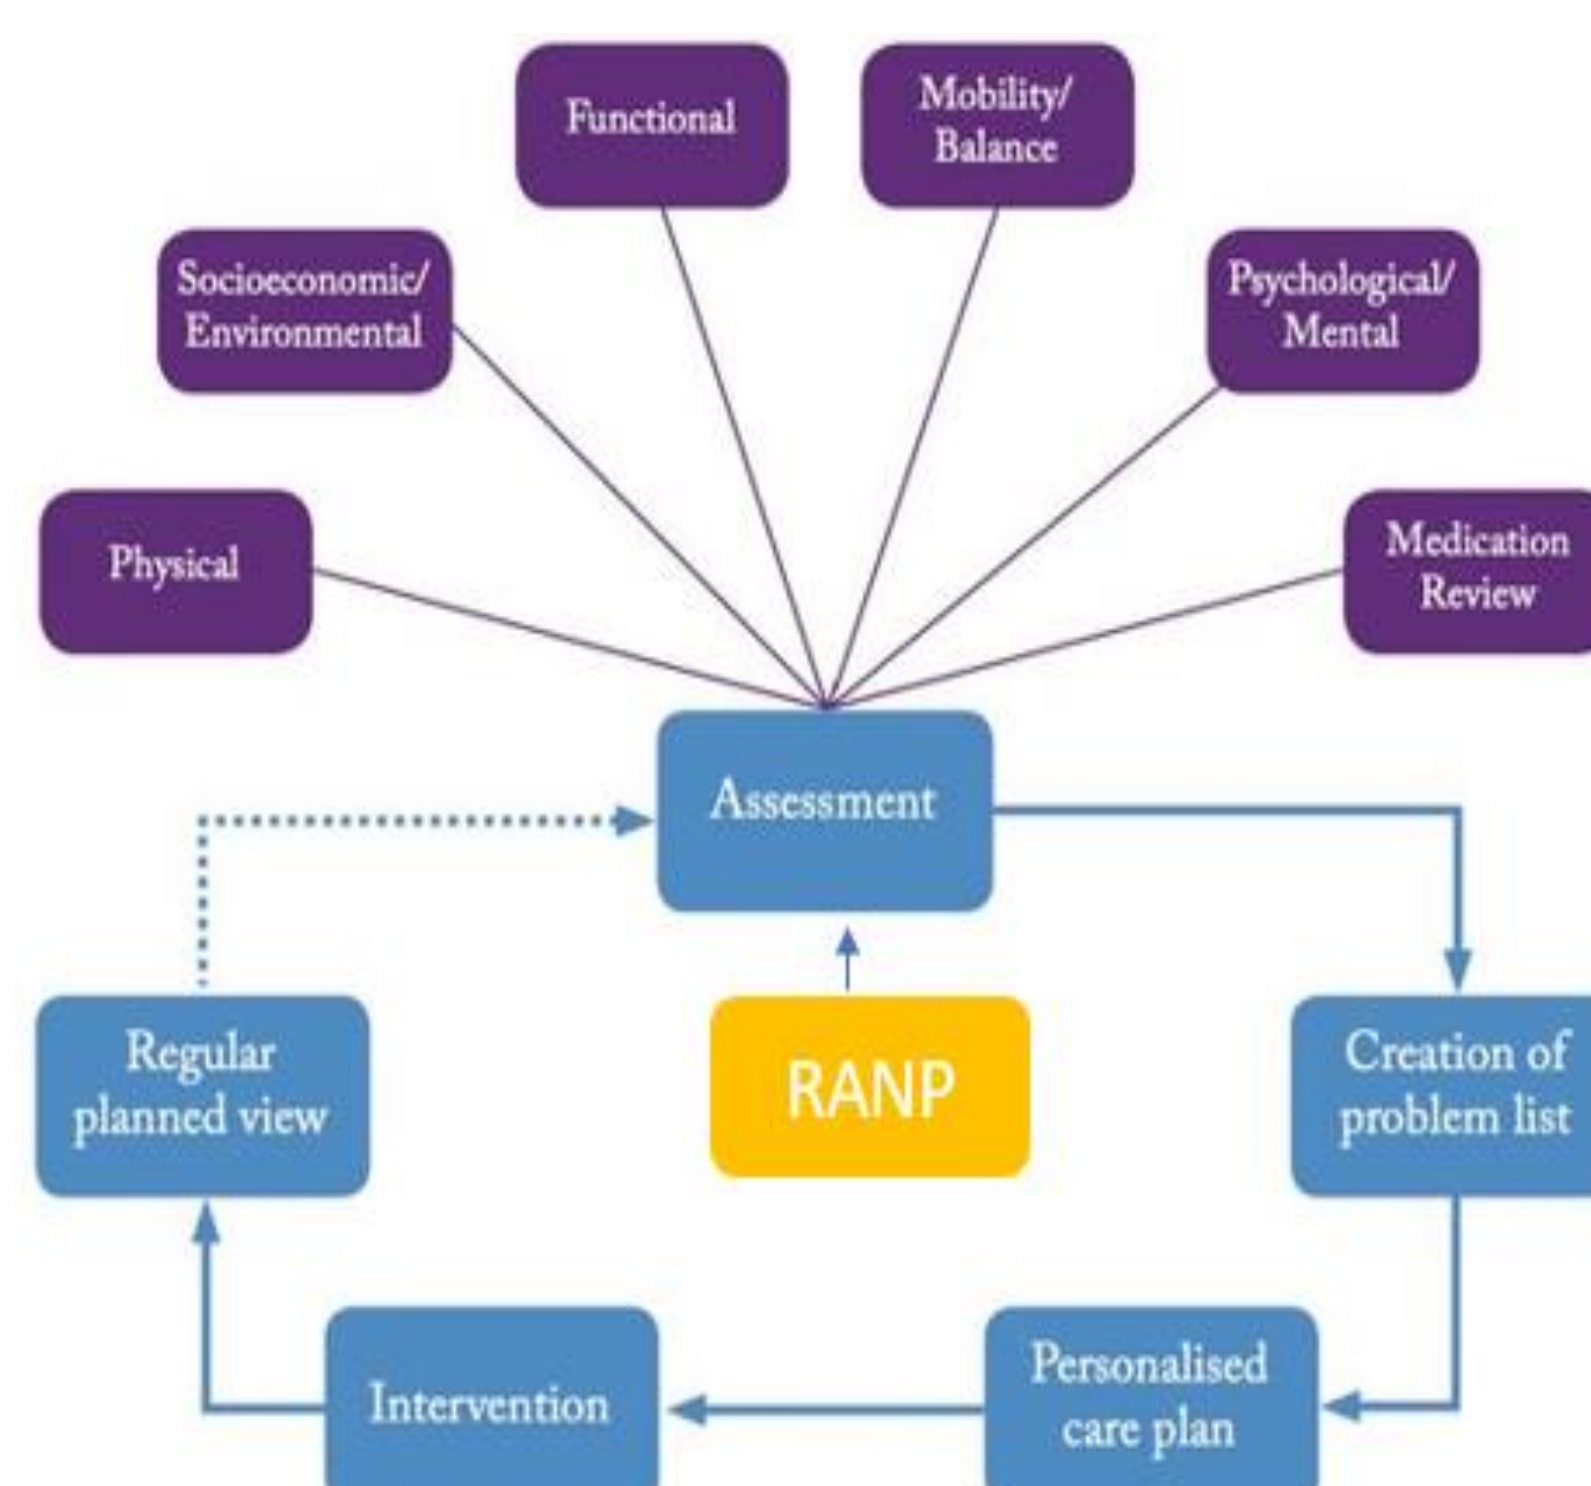 Functional
Mobility/
Balance
Socioeconomic/
Environmental
Psychological/
Mental
Physical
Medication
Review
Assessment
Regular
planned view
RANP
Creation of
problem list
Intervention
Personalised
care plan